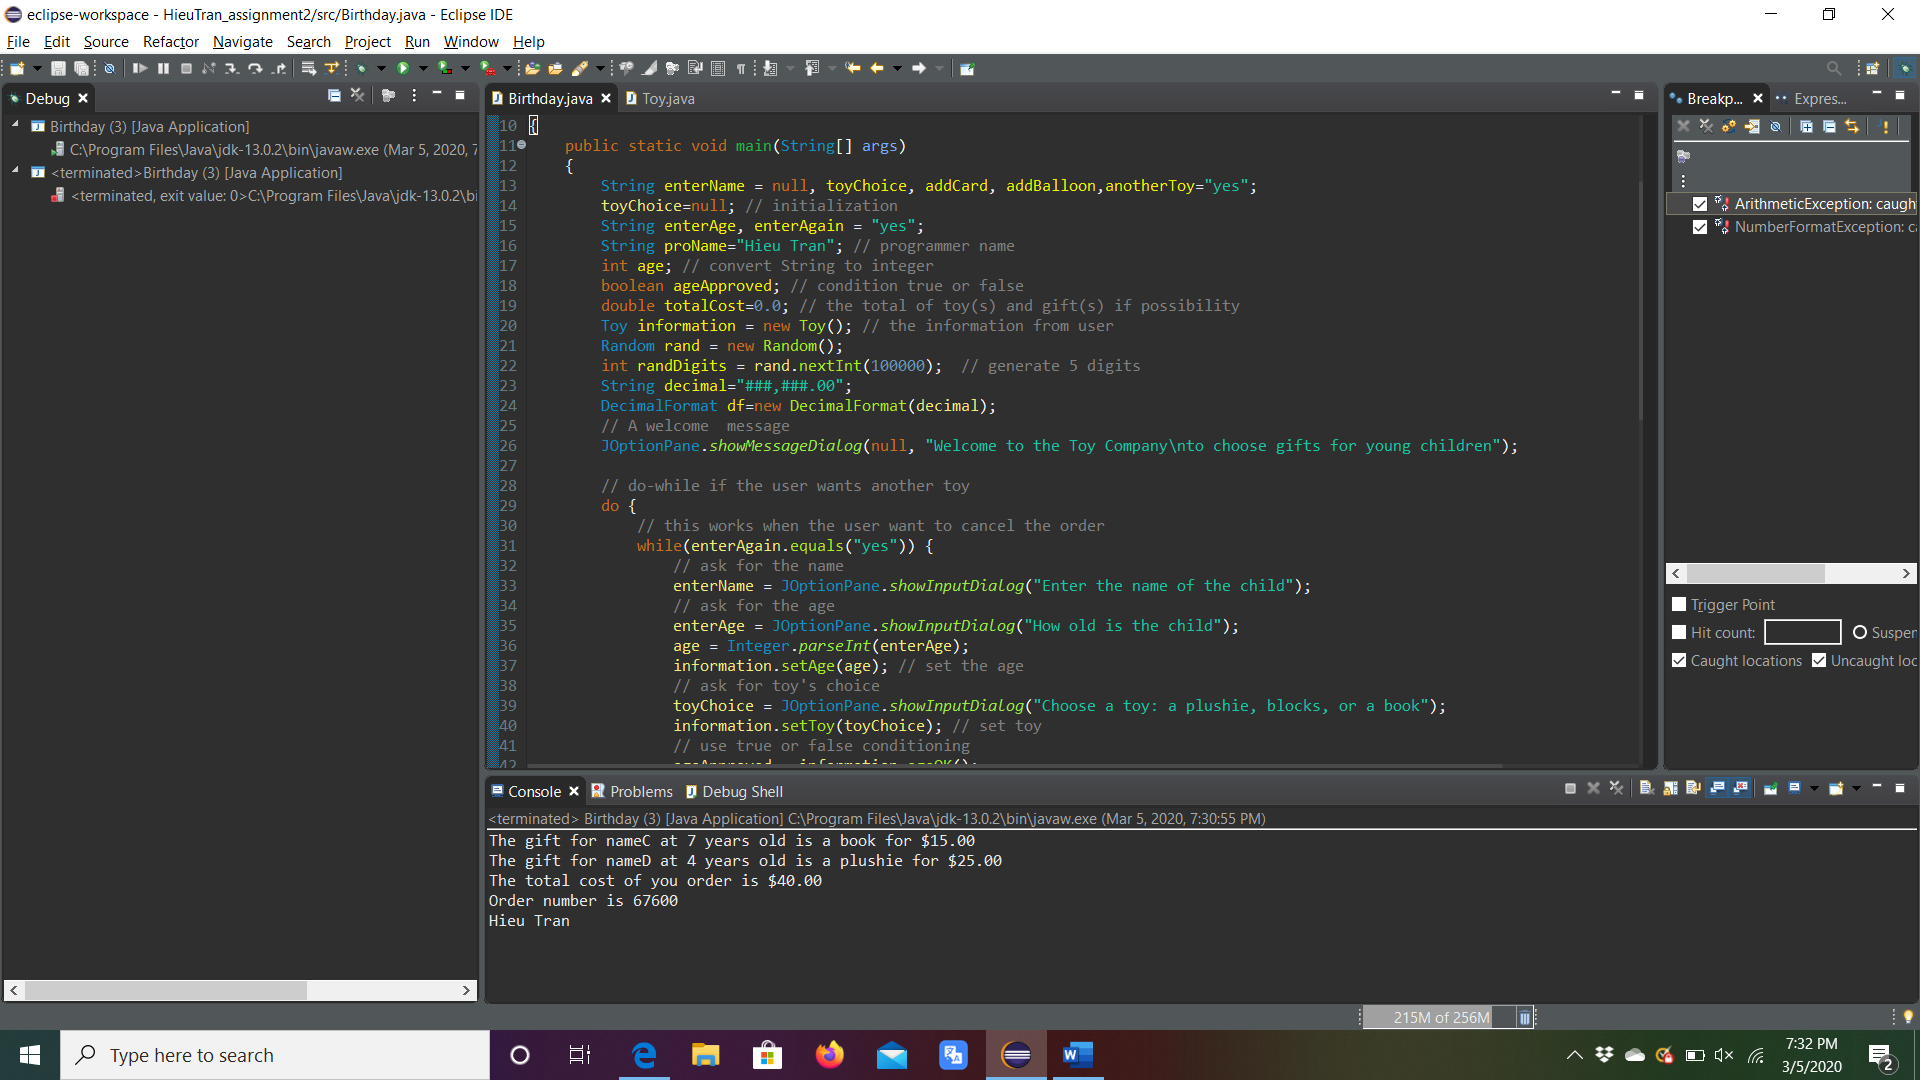 eclipse-workspace - HieuTran_assignment2/src/Birthday.java - Eclipse IDE
File Edit Source Refactor Navigate Search Project Run Window Help
Debug
Birthday (3) [Java Application]
C:\Program Files\Java\jdk-13.0.2\bin\javaw.exe (Mar 5, 2020, 7
<terminated>Birthday (3) [Java Application]
<terminated, exit value: 0>C:\Program Files\Java\jdk-13.0.2\bi
Birthday.java Toy.java
10 {
11 public static void main(String[] args)
12 {
13 String enterName = null, toyChoice, addCard, addBalloon,anotherToy="yes";
14 toyChoice=null; // initialization
15 String enterAge, enterAgain = "yes";
16 String proName="Hieu Tran"; // programmer name
17 int age; // convert String to integer
18 boolean ageApproved; // condition true or false
19 double totalCost=0.0; // the total of toy(s) and gift(s) if possibility
20 Toy information = new Toy(); // the information from user
21 Random rand = new Random();
22 int randDigits = rand.nextInt(100000);  // generate 5 digits
23 String decimal="###,###.00";
24 DecimalFormat df=new DecimalFormat(decimal);
25 // A welcome  message
26 JOptionPane.showMessageDialog(null, "Welcome to the Toy Company\nto choose gifts for young children");
27
28 // do-while if the user wants another toy
29 do {
30 // this works when the user want to cancel the order
31 while(enterAgain.equals("yes")) {
32 // ask for the name
33 enterName = JOptionPane.showInputDialog("Enter the name of the child");
34 // ask for the age
35 enterAge = JOptionPane.showInputDialog("How old is the child");
36 age = Integer.parseInt(enterAge);
37 information.setAge(age); // set the age
38 // ask for toy's choice
39 toyChoice = JOptionPane.showInputDialog("Choose a toy: a plushie, blocks, or a book");
40 information.setToy(toyChoice); // set toy
41 // use true or false conditioning
42 ageApproved = information.ageOK();
Breakp... Expres...
ArithmeticException: caugh
NumberFormatException: c
Trigger Point
Hit count: Suspen
Caught locations Uncaught loc
Console Problems Debug Shell
<terminated> Birthday (3) [Java Application] C:\Program Files\Java\jdk-13.0.2\bin\javaw.exe (Mar 5, 2020, 7:30:55 PM)
The gift for nameC at 7 years old is a book for $15.00
The gift for nameD at 4 years old is a plushie for $25.00
The total cost of you order is $40.00
Order number is 67600
Hieu Tran
215M of 256M
Type here to search
7:32 PM
3/5/2020
2